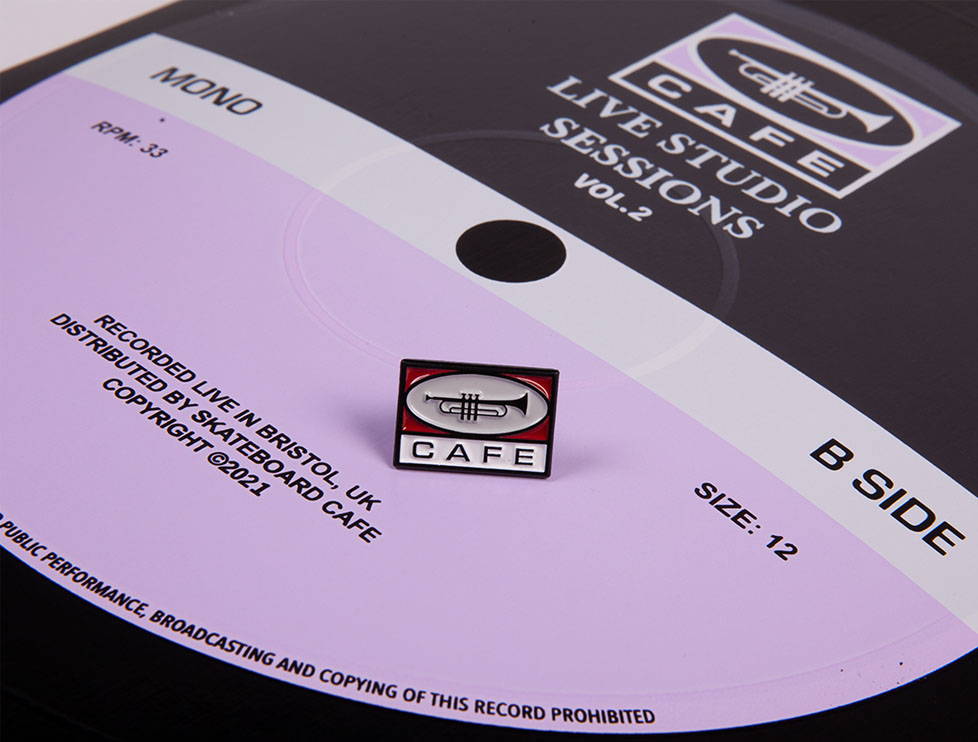 MONO
RPM: 33
CAFE
LIVE STUDIO
SESSIONS
VOL.2
RECORDED LIVE IN BRISTOL, UK
DISTRIBUTED BY SKATEBOARD CAFE
COPYRIGHT ©2021
CAFE
B SIDE
SIZE: 12
PUBLIC PERFORMANCE, BROADCASTING AND COPYING OF THIS RECORD PROHIBITED